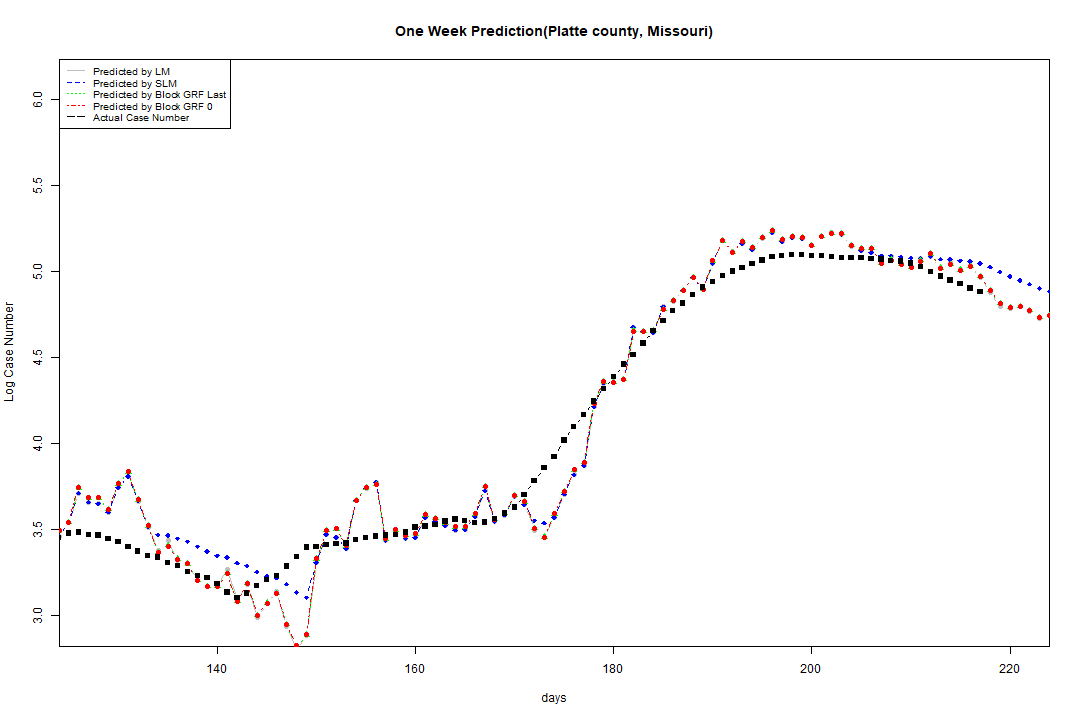 One Week Prediction(Platte county, Missouri)
Predicted by LM
Predicted by SLM
Predicted by Block GRF Last
Predicted by Block GRF 0
Actual Case Number
6.0
5.5
5.0
4.5
4.0
3.5
3.0
Log Case Number
140 160 180 200 220
days